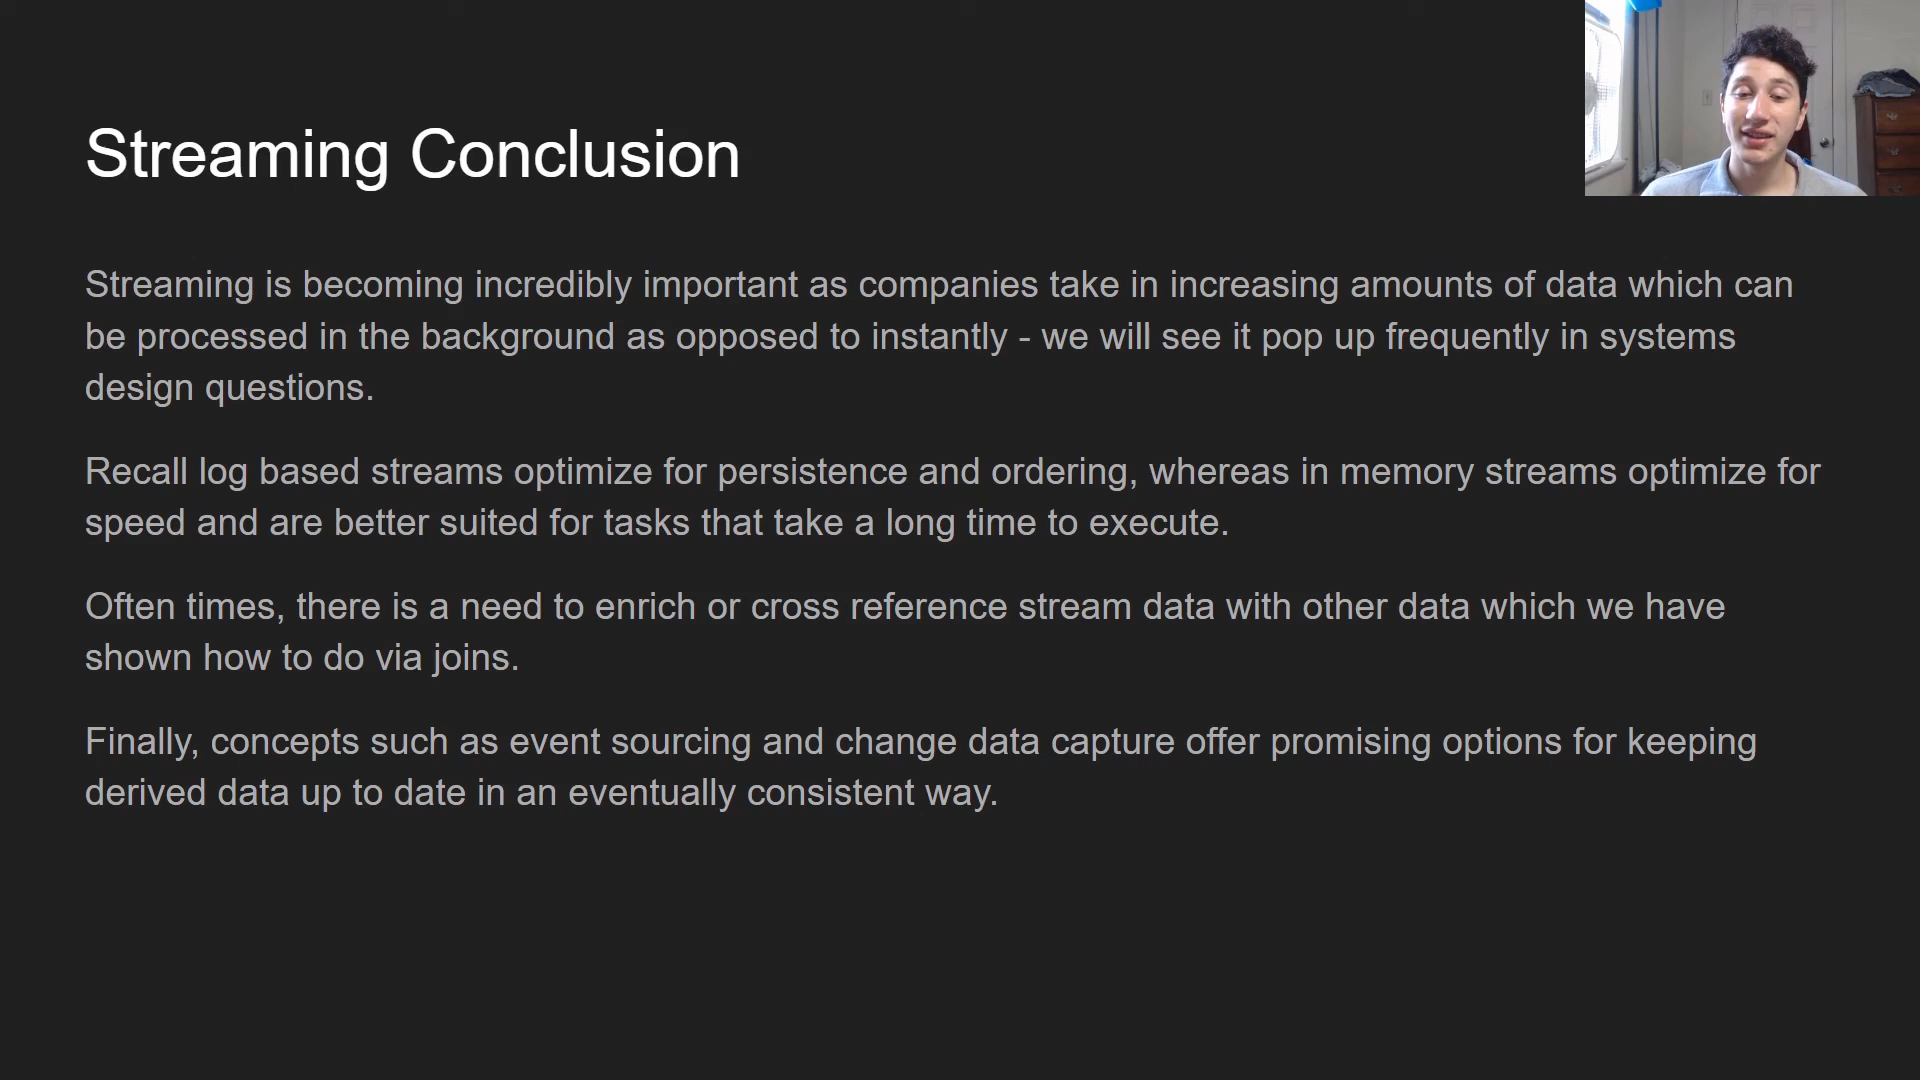 Streaming Conclusion
Streaming is becoming incredibly important as companies take in increasing amounts of data which can
be processed in the background as opposed to instantly - we will see it pop up frequently in systems
design questions.
Recall log based streams optimize for persistence and ordering, whereas in memory streams optimize for
speed and are better suited for tasks that take a long time to execute.
Often times, there is a need to enrich or cross reference stream data with other data which we have
shown how to do via joins.
Finally, concepts such as event sourcing and change data capture offer promising options for keeping
derived data up to date in an eventually consistent way.